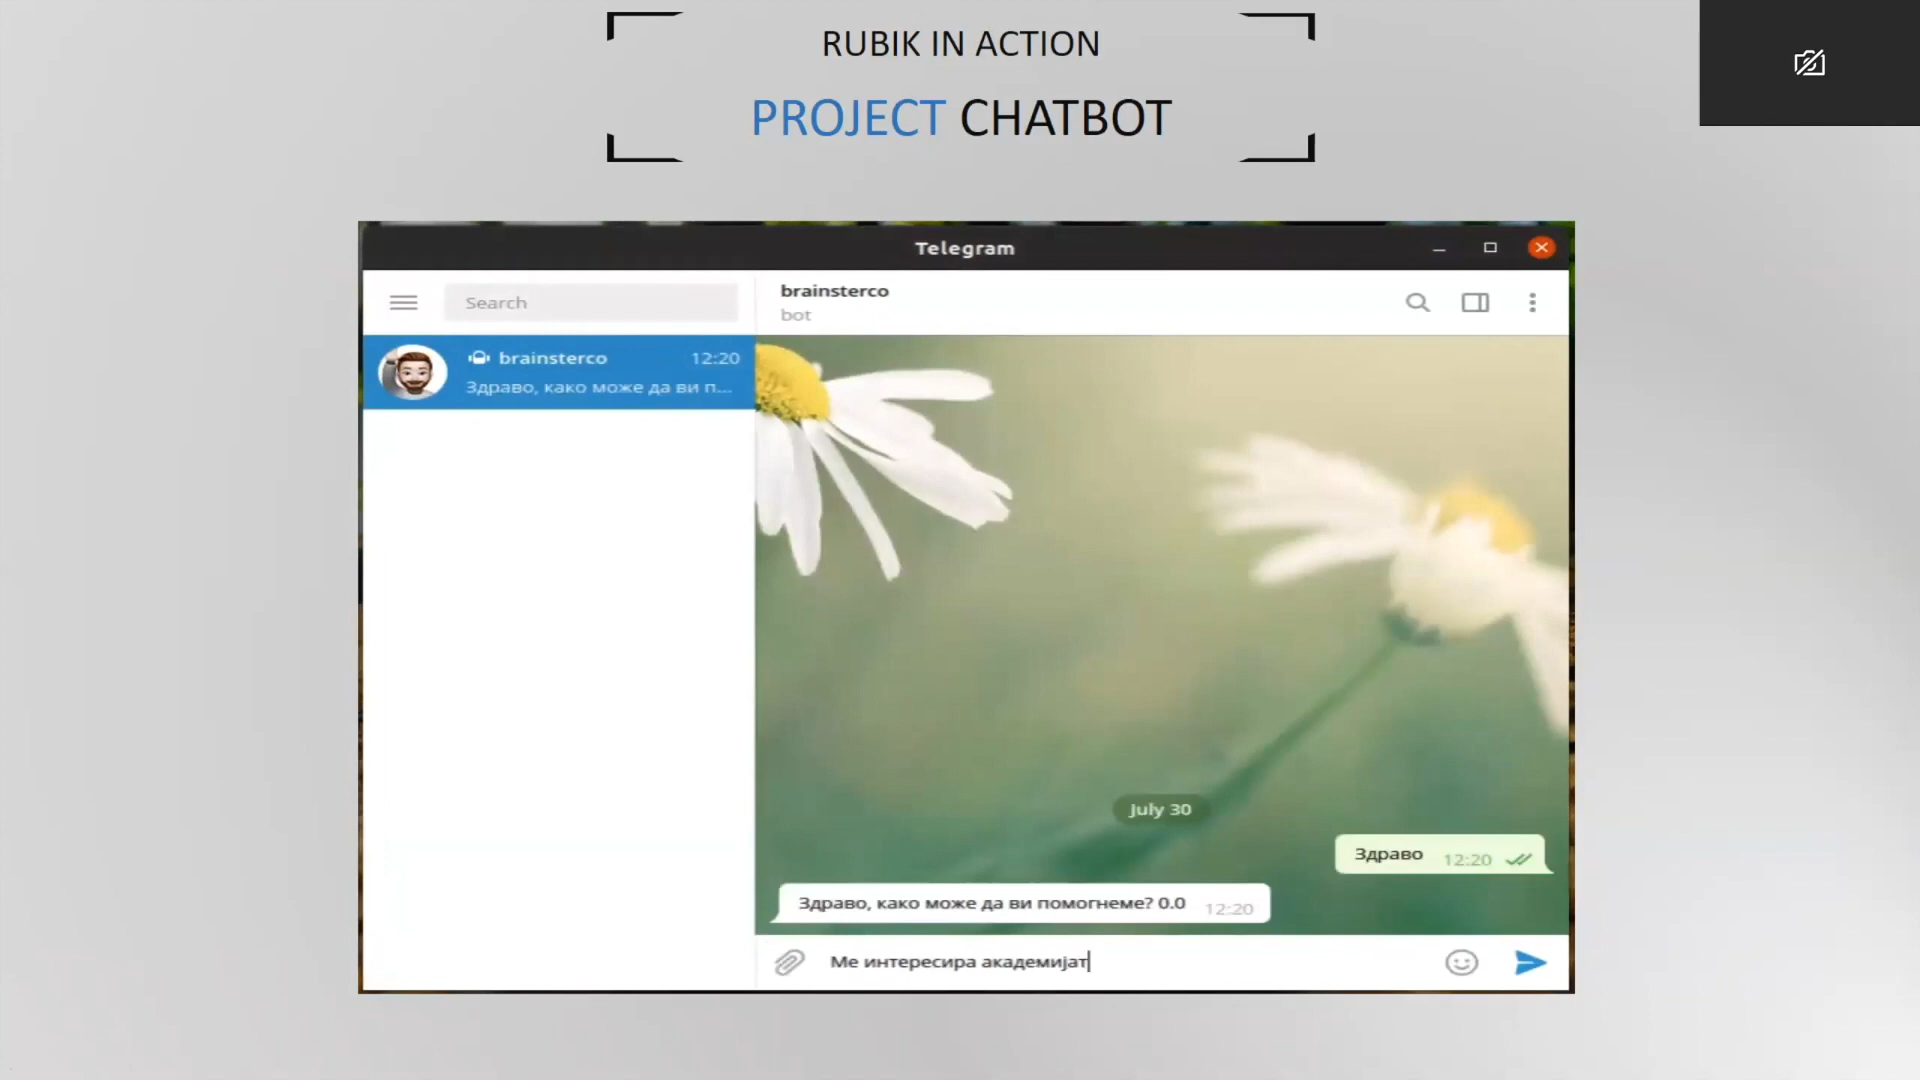 RUBIK IN ACTION
PROJECT CHATBOT
Telegram
Search
brainsterco
bot
brainsterco 12:20
Здраво, како може да ви п...
July 30
Здраво 12:20
Здраво, како може да ви помогнеме? 0.0 12:20
Ме интересира академијат